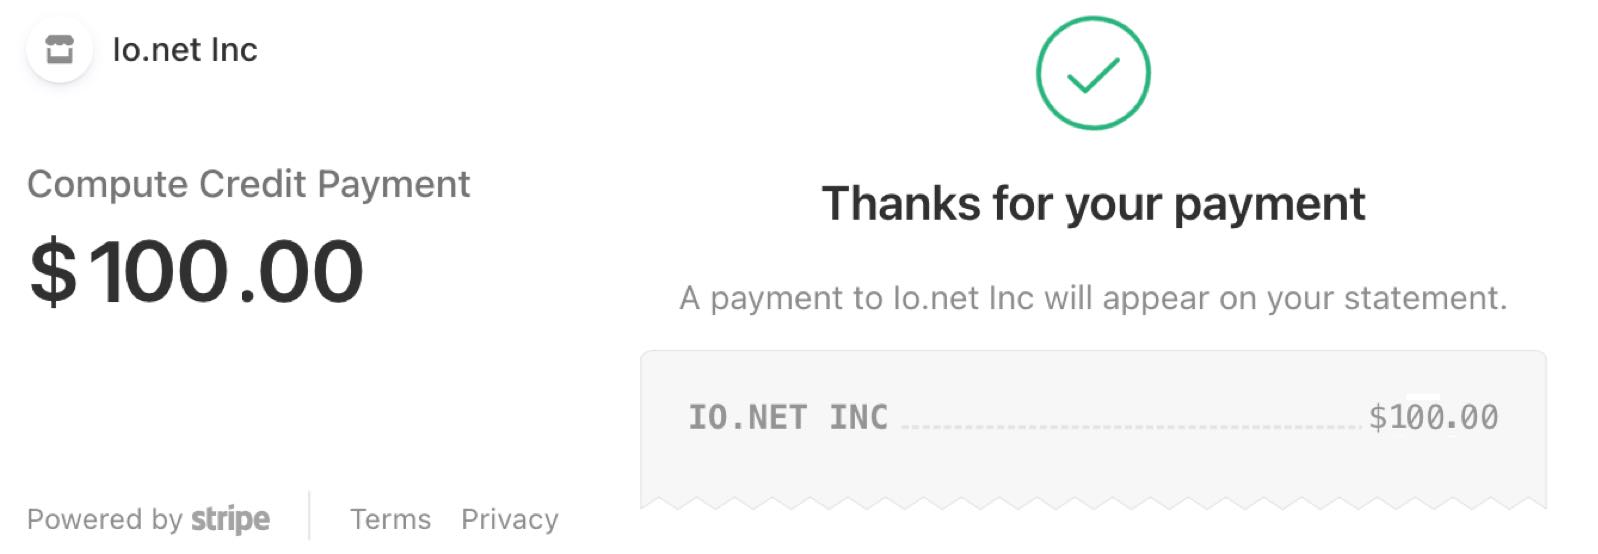 Io.net Inc
Compute Credit Payment
$100.00
Powered by stripe
Terms
Privacy
Thanks for your payment
A payment to Io.net Inc will appear on your statement.
IO.NET INC $100.00